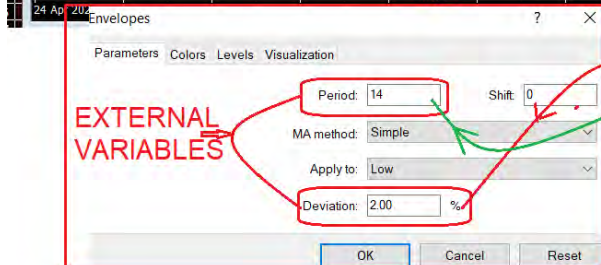 24 Apr 202
Envelopes ? ×
Parameters Colors Levels Visualization
Period: 14 Shift: 0
EXTERNAL
VARIABLES
MA method: Simple
Apply to: Low
Deviation: 2.00 %
OK Cancel Reset